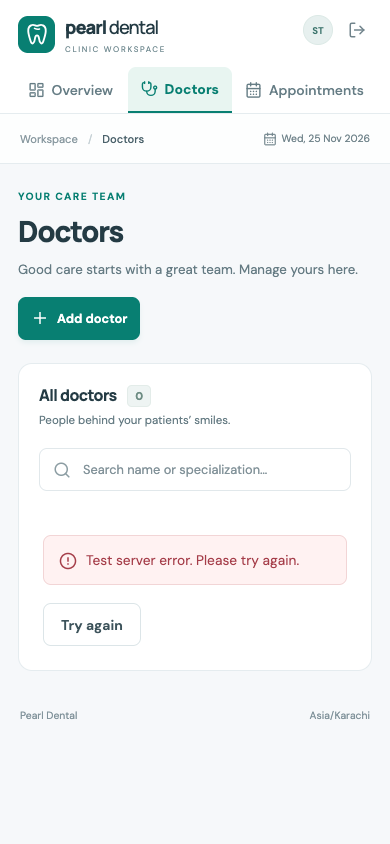 pearl dental
CLINIC WORKSPACE
ST
Overview
Doctors
Appointments
Workspace / Doctors
Wed, 25 Nov 2026
YOUR CARE TEAM
Doctors
Good care starts with a great team. Manage yours here.
Add doctor
All doctors 0
People behind your patients’ smiles.
Search name or specialization…
Test server error. Please try again.
Try again
Pearl Dental
Asia/Karachi